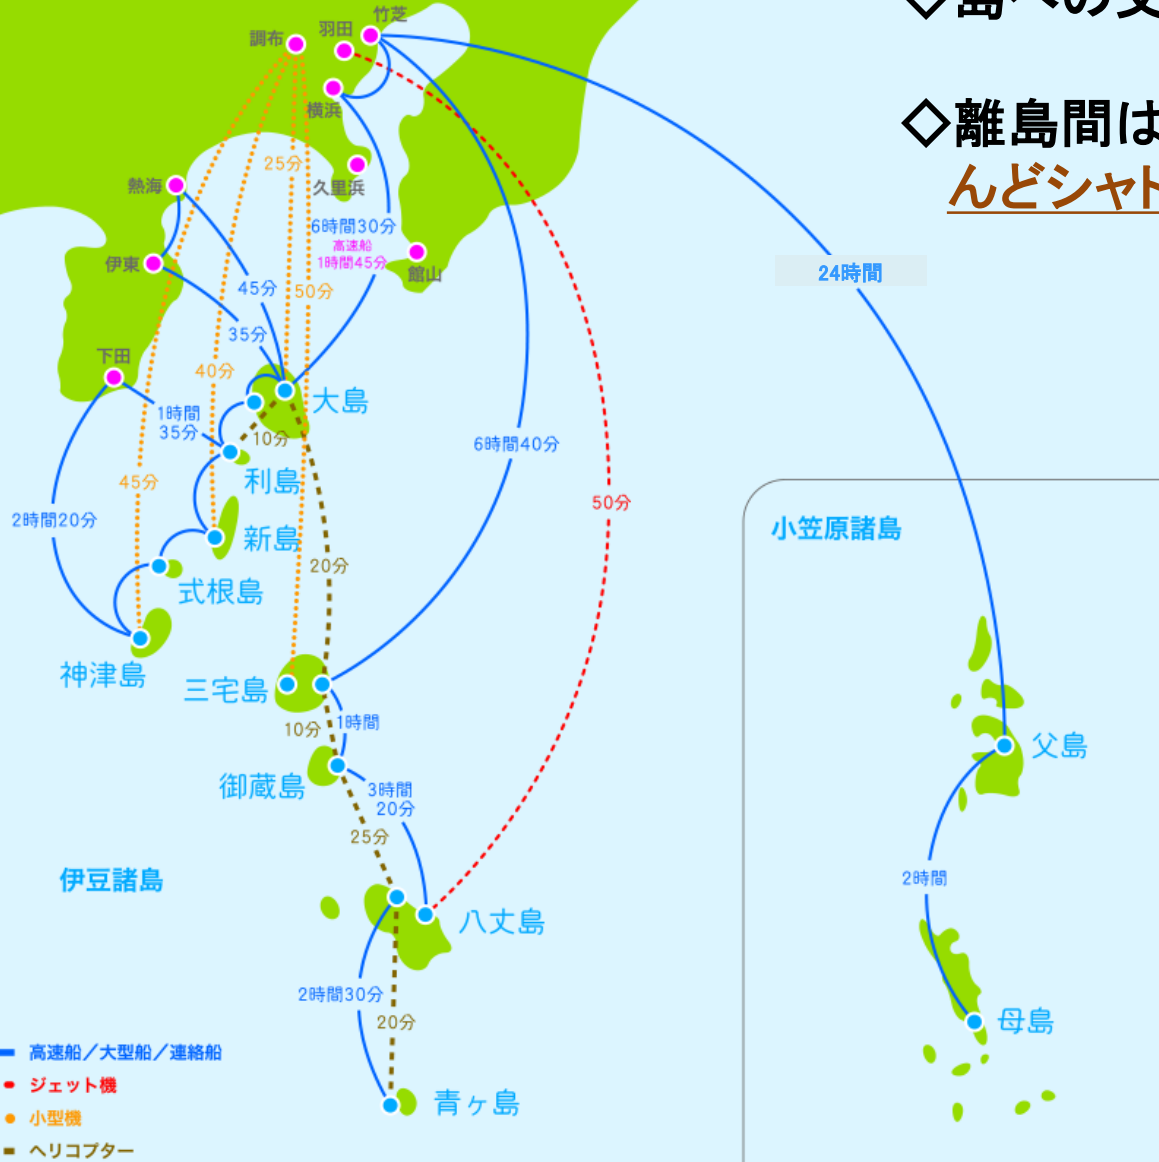 ◇島への
◇離島間は
んどシャト
竹芝
羽田
調布
横浜
25分
久里浜
熱海
6時間30分
高速船
1時間45分
伊東
館山
24時間
45分
50分
35分
下田
40分
大島
1時間
35分
10分
6時間40分
利島
45分
50分
2時間20分
小笠原諸島
新島
20分
式根島
神津島
三宅島
10分
1時間
父島
御蔵島
3時間
20分
25分
伊豆諸島
2時間
八丈島
2時間30分
20分
母島
高速船／大型船／連絡船
ジェット機
小型機
ヘリコプター
青ヶ島